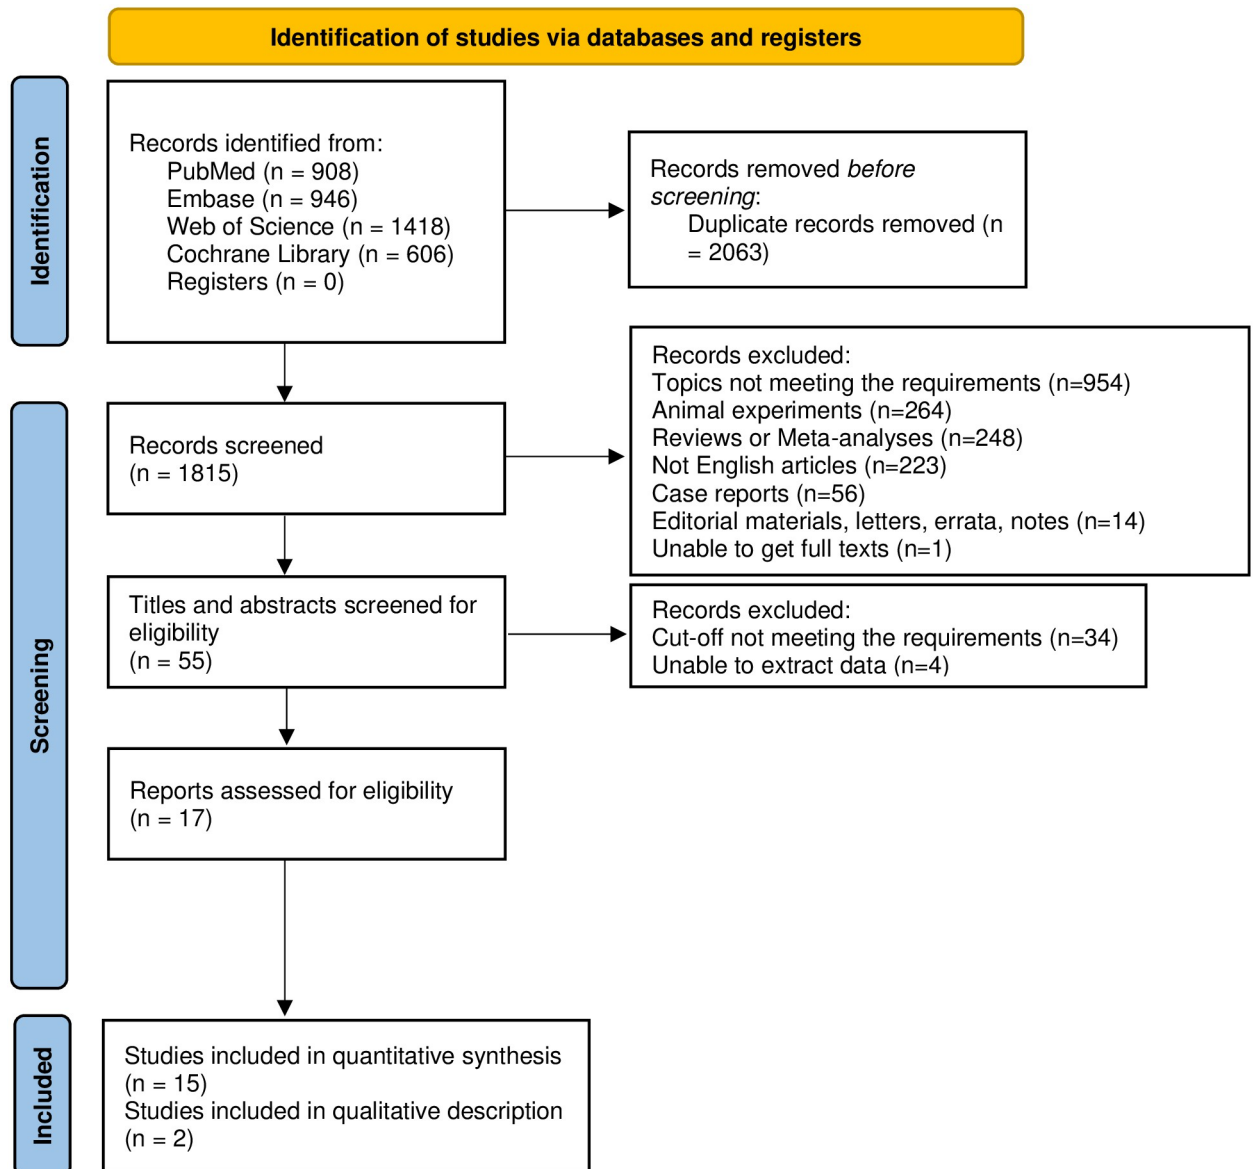 Identification of studies via databases and registers
Identification
Records identified from:
PubMed (n = 908)
Embase (n = 946)
Web of Science (n = 1418)
Cochrane Library (n = 606)
Registers (n = 0)
Records removed before
screening:
Duplicate records removed (n
= 2063)
Screening
Records screened
(n = 1815)
Records excluded:
Topics not meeting the requirements (n=954)
Animal experiments (n=264)
Reviews or Meta-analyses (n=248)
Not English articles (n=223)
Case reports (n=56)
Editorial materials, letters, errata, notes (n=14)
Unable to get full texts (n=1)
Titles and abstracts screened for
eligibility
(n = 55)
Records excluded:
Cut-off not meeting the requirements (n=34)
Unable to extract data (n=4)
Reports assessed for eligibility
(n = 17)
Included
Studies included in quantitative synthesis
(n = 15)
Studies included in qualitative description
(n = 2)